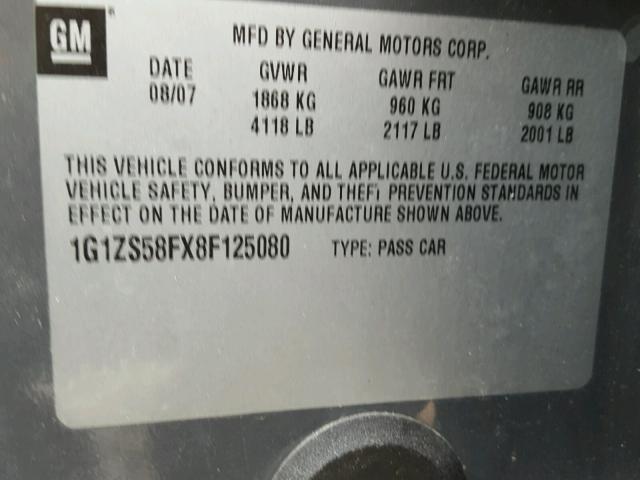 GM
MFD BY GENERAL MOTORS CORP.
DATE GVWR GAWR FRT GAWR RR
08/07 1868 KG 960 KG 908 KG
4118 LB 2117 LB 2001 LB
THIS VEHICLE CONFORMS TO ALL APPLICABLE U.S. FEDERAL MOTOR
VEHICLE SAFETY, BUMPER, AND THEFT PREVENTION STANDARDS IN
EFFECT ON THE DATE OF MANUFACTURE SHOWN ABOVE.
1G1ZS58FX8F125080 TYPE: PASS CAR